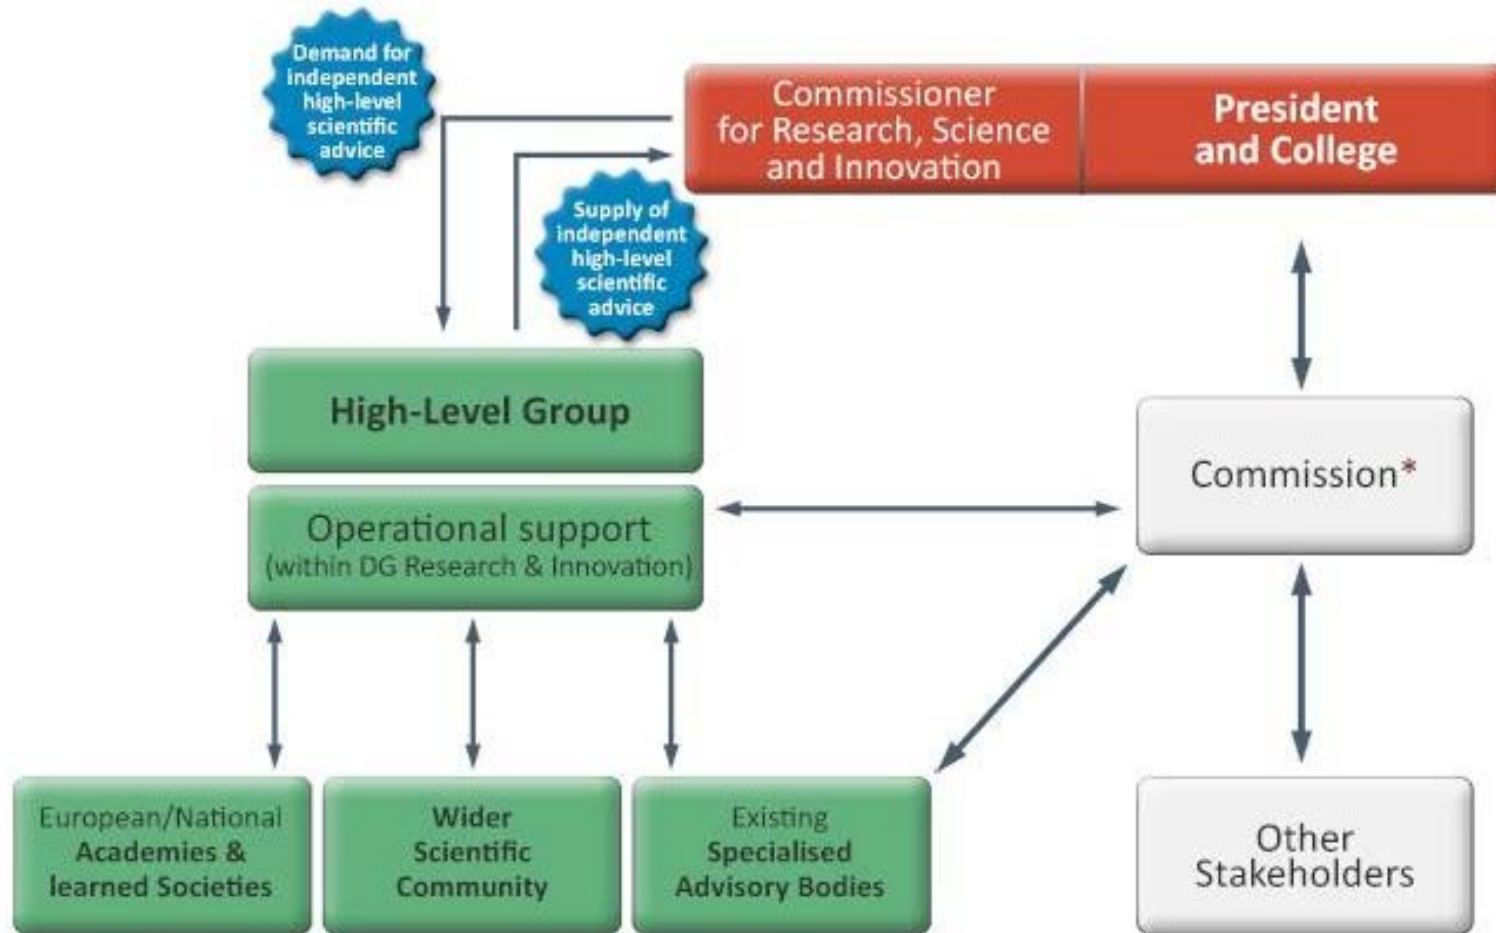 Demand for
independent
high-level
scientific
advice
Commissioner
for Research, Science
and Innovation
President
and College
Supply of
independent
high-level
scientific
advice
High-Level Group
Operational support
(within DG Research & Innovation)
Commission*
European/National
Academies &
learned Societies
Wider
Scientific
Community
Existing
Specialised
Advisory Bodies
Other
Stakeholders